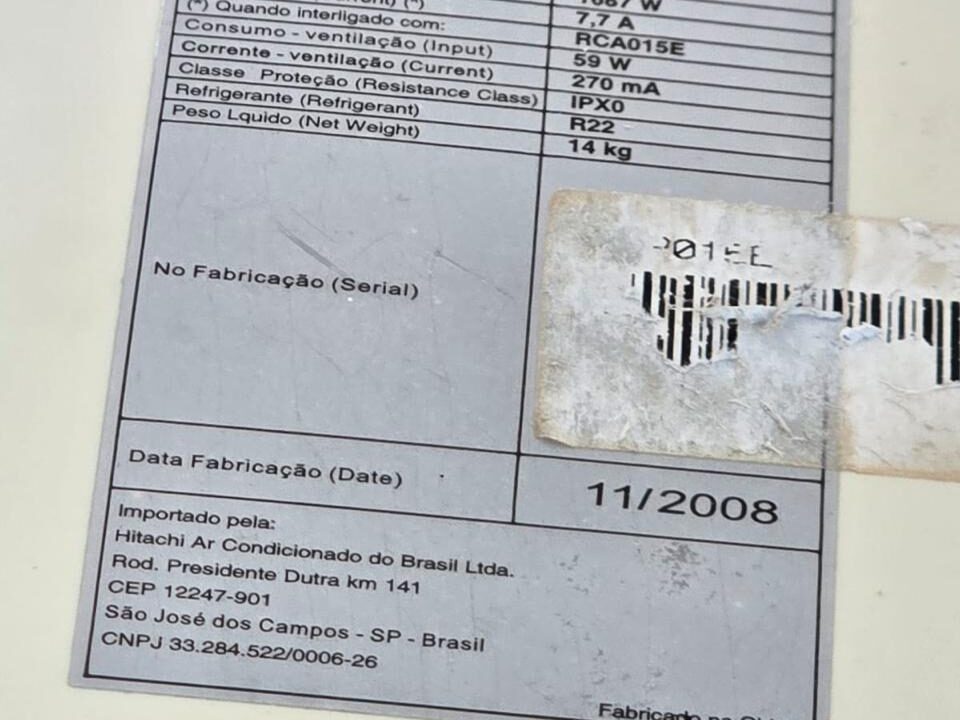 (*) Quando interligado com:
7,7 A
RCA015E
Consumo - ventilação (Input)
59 W
Corrente - ventilação (Current)
270 mA
Classe Proteção (Resistance Class)
IPX0
Refrigerante (Refrigerant)
R22
Peso Lquido (Net Weight)
14 kg
No Fabricação (Serial)
Data Fabricação (Date)
11/2008
Importado pela:
Hitachi Ar Condicionado do Brasil Ltda.
Rod. Presidente Dutra km 141
CEP 12247-901
São José dos Campos - SP - Brasil
CNPJ 33.284.522/0006-26
Fabricado na